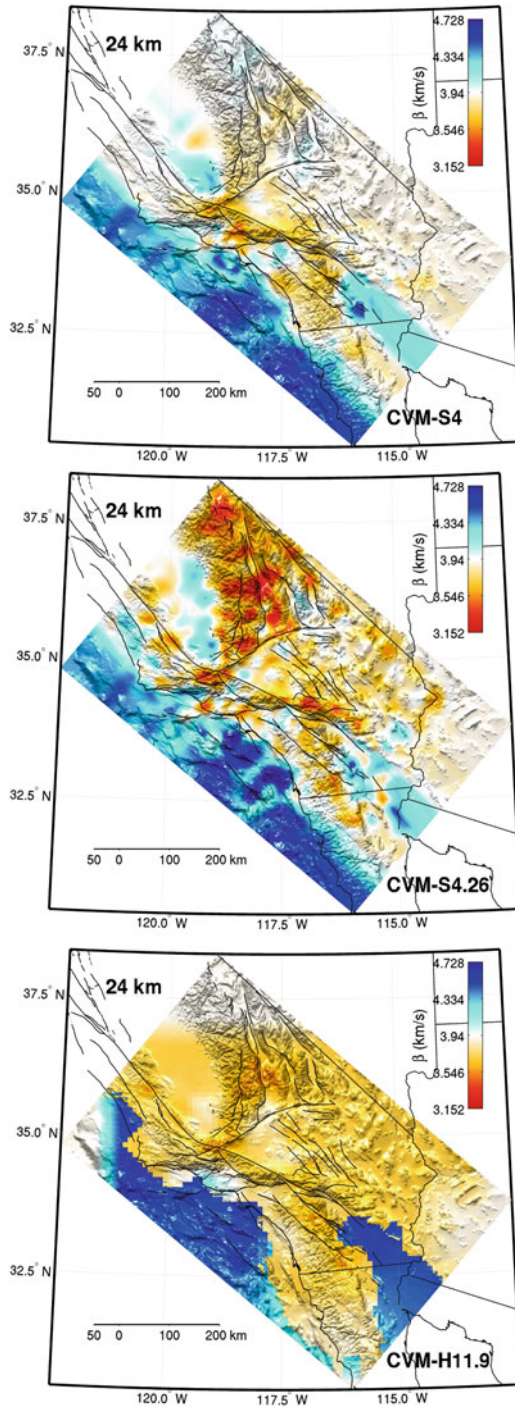 24 km
37.5° N
35.0° N
32.5° N
β (km/s)
4.728
4.334
3.94
3.546
3.152
50 0 100 200 km
CVM-S4
120.0° W
117.5° W
115.0° W
24 km
37.5° N
35.0° N
32.5° N
β (km/s)
4.728
4.334
3.94
3.546
3.152
50 0 100 200 km
CVM-S4.26
120.0° W
117.5° W
115.0° W
24 km
37.5° N
35.0° N
32.5° N
β (km/s)
4.728
4.334
3.94
3.546
3.152
50 0 100 200 km
CVM-H11.9
120.0° W
117.5° W
115.0° W